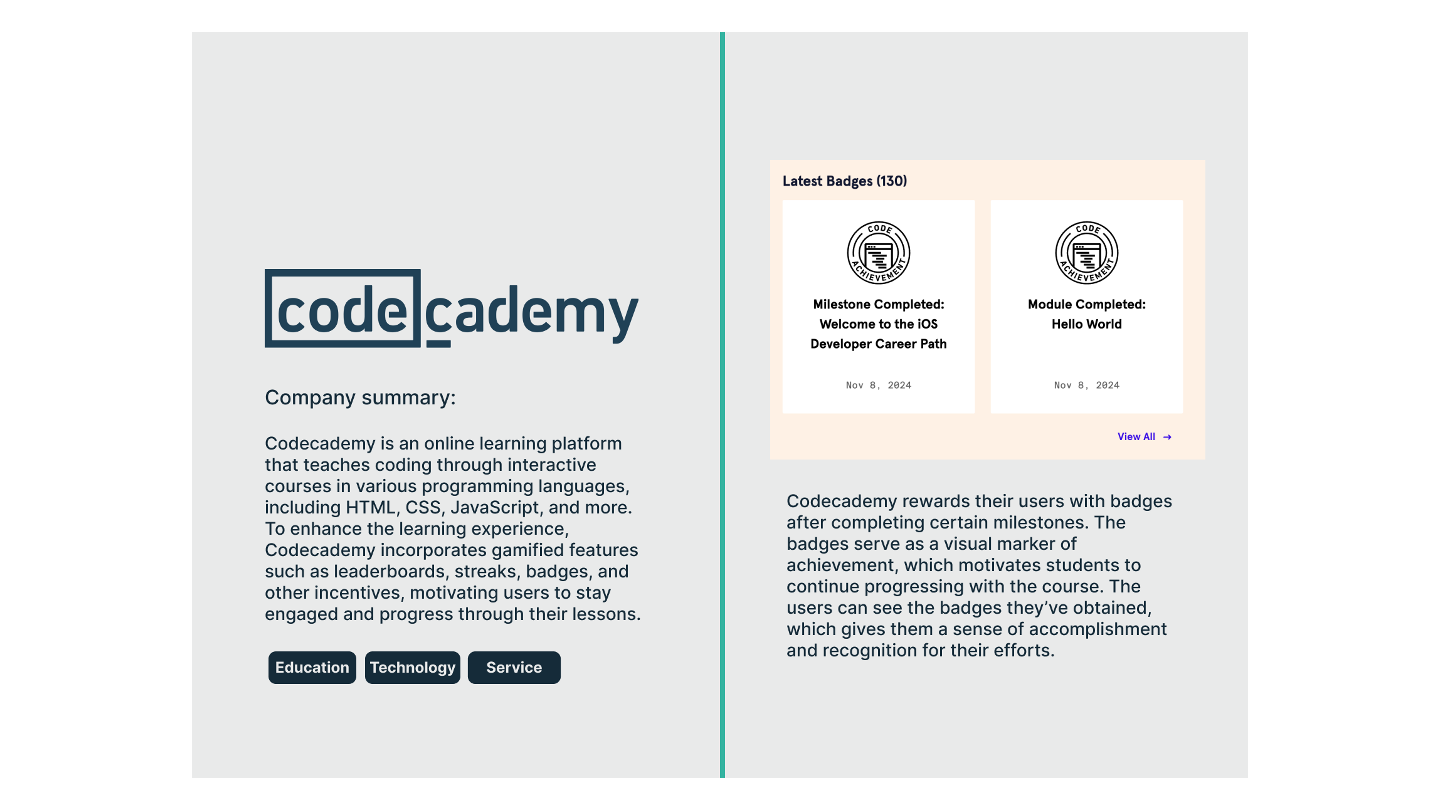 codecademy
Company summary:
Codecademy is an online learning platform
that teaches coding through interactive
courses in various programming languages,
including HTML, CSS, JavaScript, and more.
To enhance the learning experience,
Codecademy incorporates gamified features
such as leaderboards, streaks, badges, and
other incentives, motivating users to stay
engaged and progress through their lessons.
Education Technology Service
Latest Badges (130)
CODE
ACHIEVEMENT
Milestone Completed:
Welcome to the iOS
Developer Career Path
Nov 8, 2024
CODE
ACHIEVEMENT
Module Completed:
Hello World
Nov 8, 2024
View All →
Codecademy rewards their users with badges
after completing certain milestones. The
badges serve as a visual marker of
achievement, which motivates students to
continue progressing with the course. The
users can see the badges they’ve obtained,
which gives them a sense of accomplishment
and recognition for their efforts.